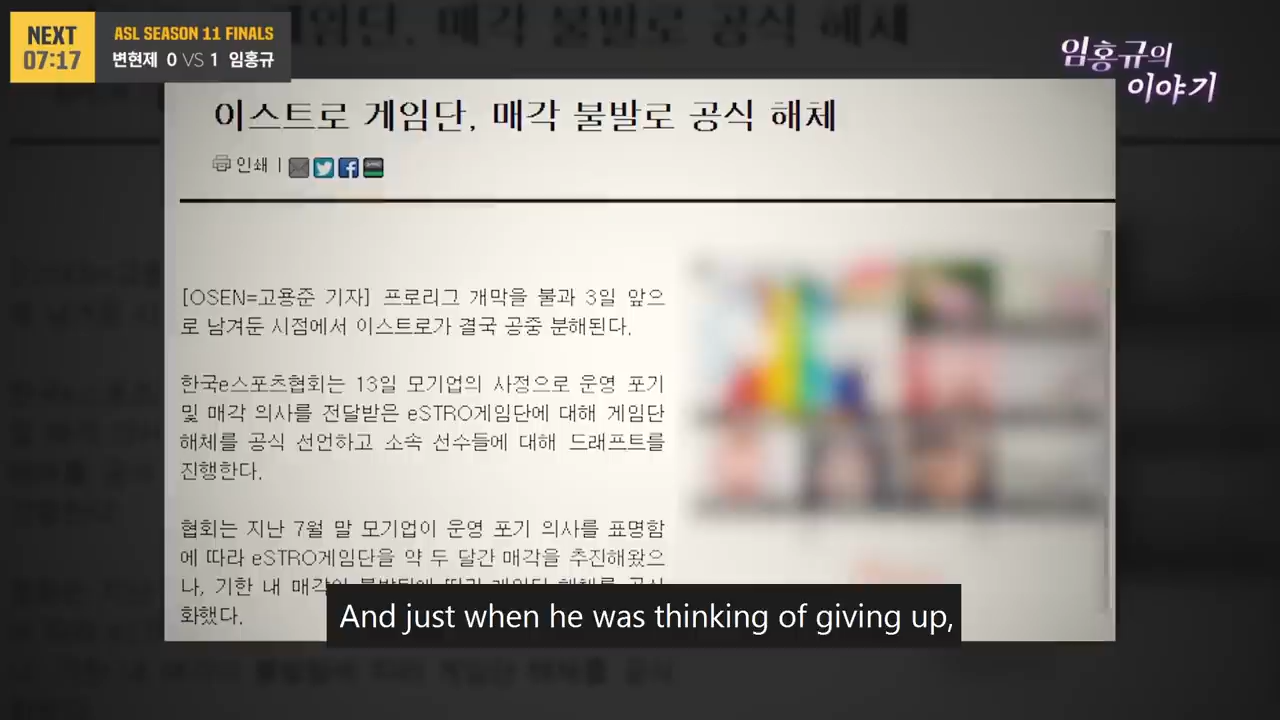 NEXT
07:17
ASL SEASON 11 FINALS
변현제 0 VS 1 임홍규
임홍규의
이야기
이스트로 게임단, 매각 불발로 공식 해체
인쇄 |
[OSEN=고용준 기자] 프로리그 개막을 불과 3일 앞으
로 남겨둔 시점에서 이스트로가 결국 공중 분해된다.
한국e스포츠협회는 13일 모기업의 사정으로 운영 포기
및 매각 의사를 전달받은 eSTRO게임단에 대해 게임단
해체를 공식 선언하고 소속 선수들에 대해 드래프트를
진행한다.
협회는 지난 7월 말 모기업이 운영 포기 의사를 표명함
에 따라 eSTRO게임단을 약 두 달간 매각을 추진해왔으
나, 기한 내
화했다.
And just when he was thinking of giving up,